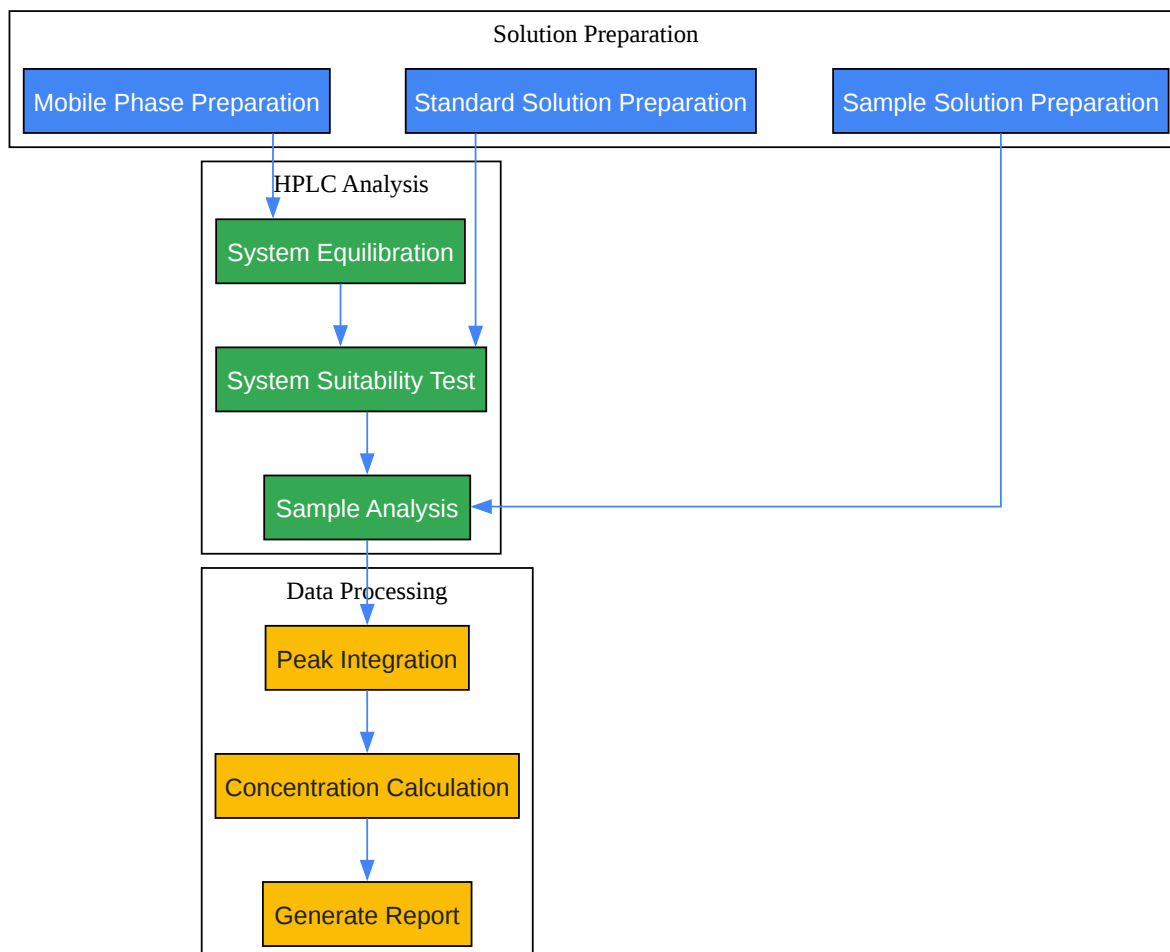 Solution Preparation
Mobile Phase Preparation
Standard Solution Preparation
Sample Solution Preparation
HPLC Analysis
System Equilibration
System Suitability Test
Sample Analysis
Data Processing
Peak Integration
Concentration Calculation
Generate Report